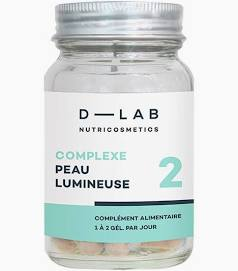 D—LAB
NUTRICOSMETICS
COMPLEXE
PEAU
LUMINEUSE
2
COMPLÉMENT ALIMENTAIRE
1 À 2 GÉL. PAR JOUR